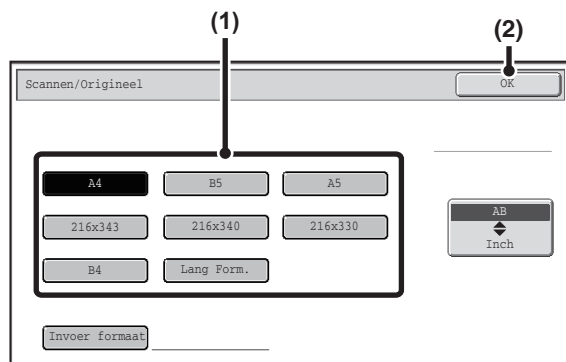 (1)
(2)
Scannen/Origineel OK
A4 B5 A5
216x343 216x340 216x330
AB
Inch
B4 Lang Form.
Invoer formaat